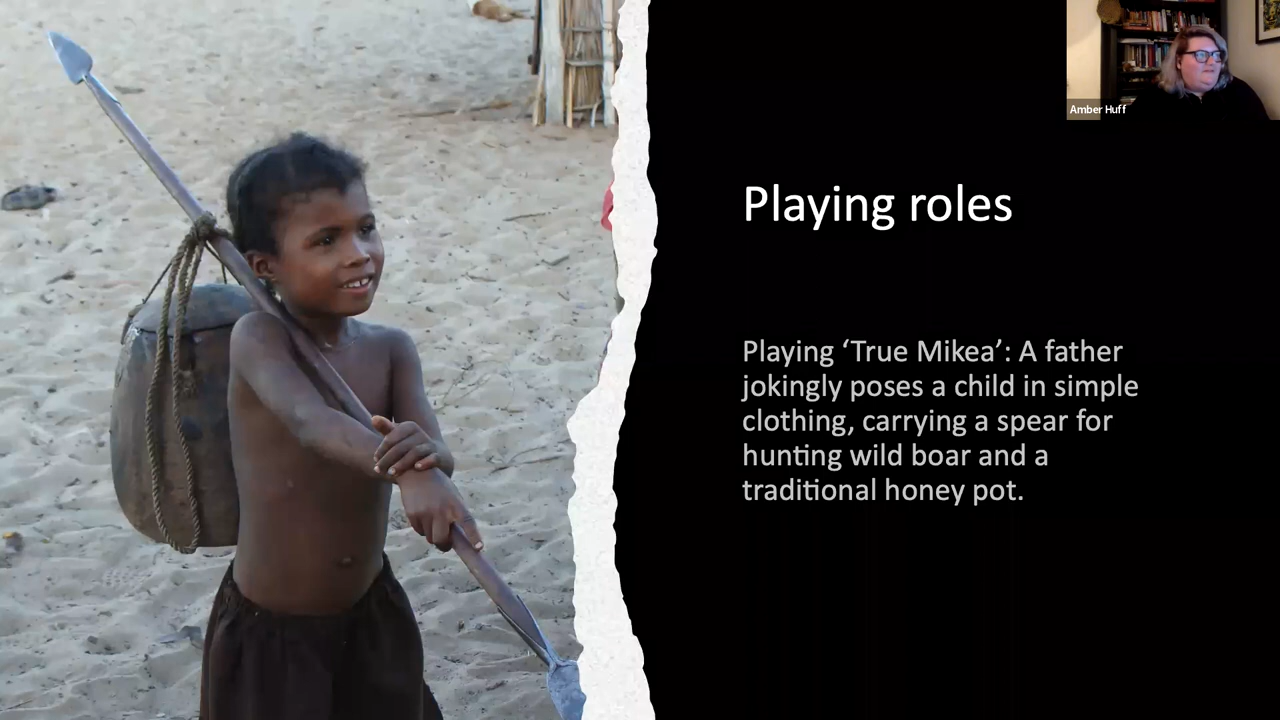 Amber Huff
Playing roles
Playing ‘True Mikea’: A father
jokingly poses a child in simple
clothing, carrying a spear for
hunting wild boar and a
traditional honey pot.